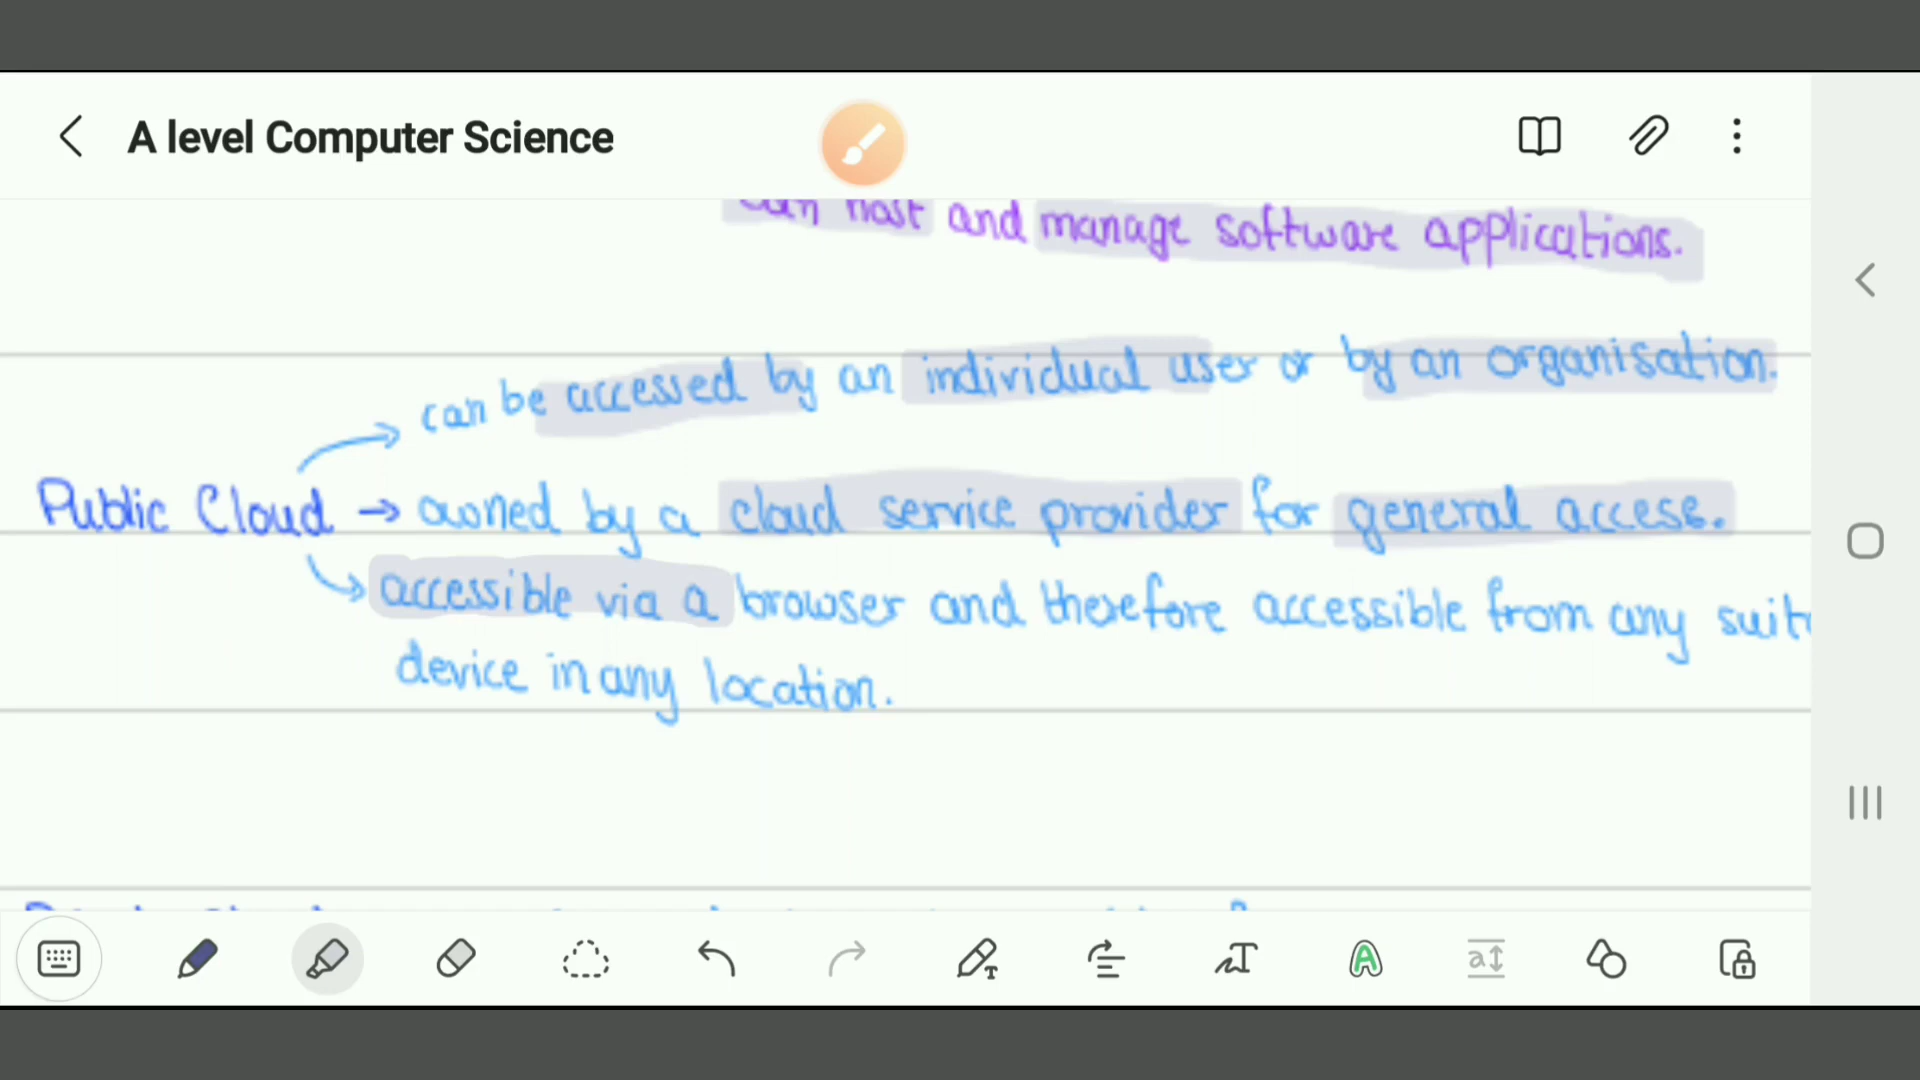 A level Computer Science
can host and manage software applications.
can be accessed by an individual user or by an organisation.
Public Cloud → owned by a cloud service provider for general access.
accessible via a browser and therefore accessible from any
device in any location.